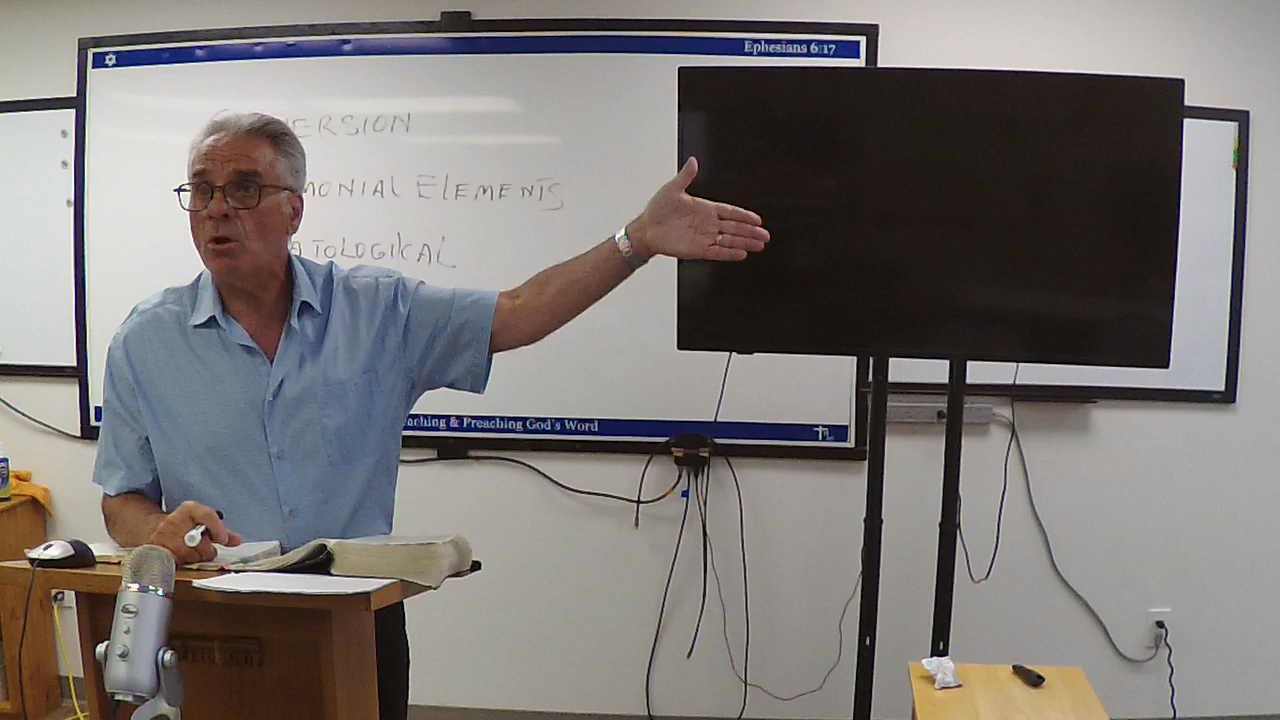 Ephesians 6:17
ERSION
MONIAL ELEMENTS
ATOLOGICAL
aching & Preaching God's Word